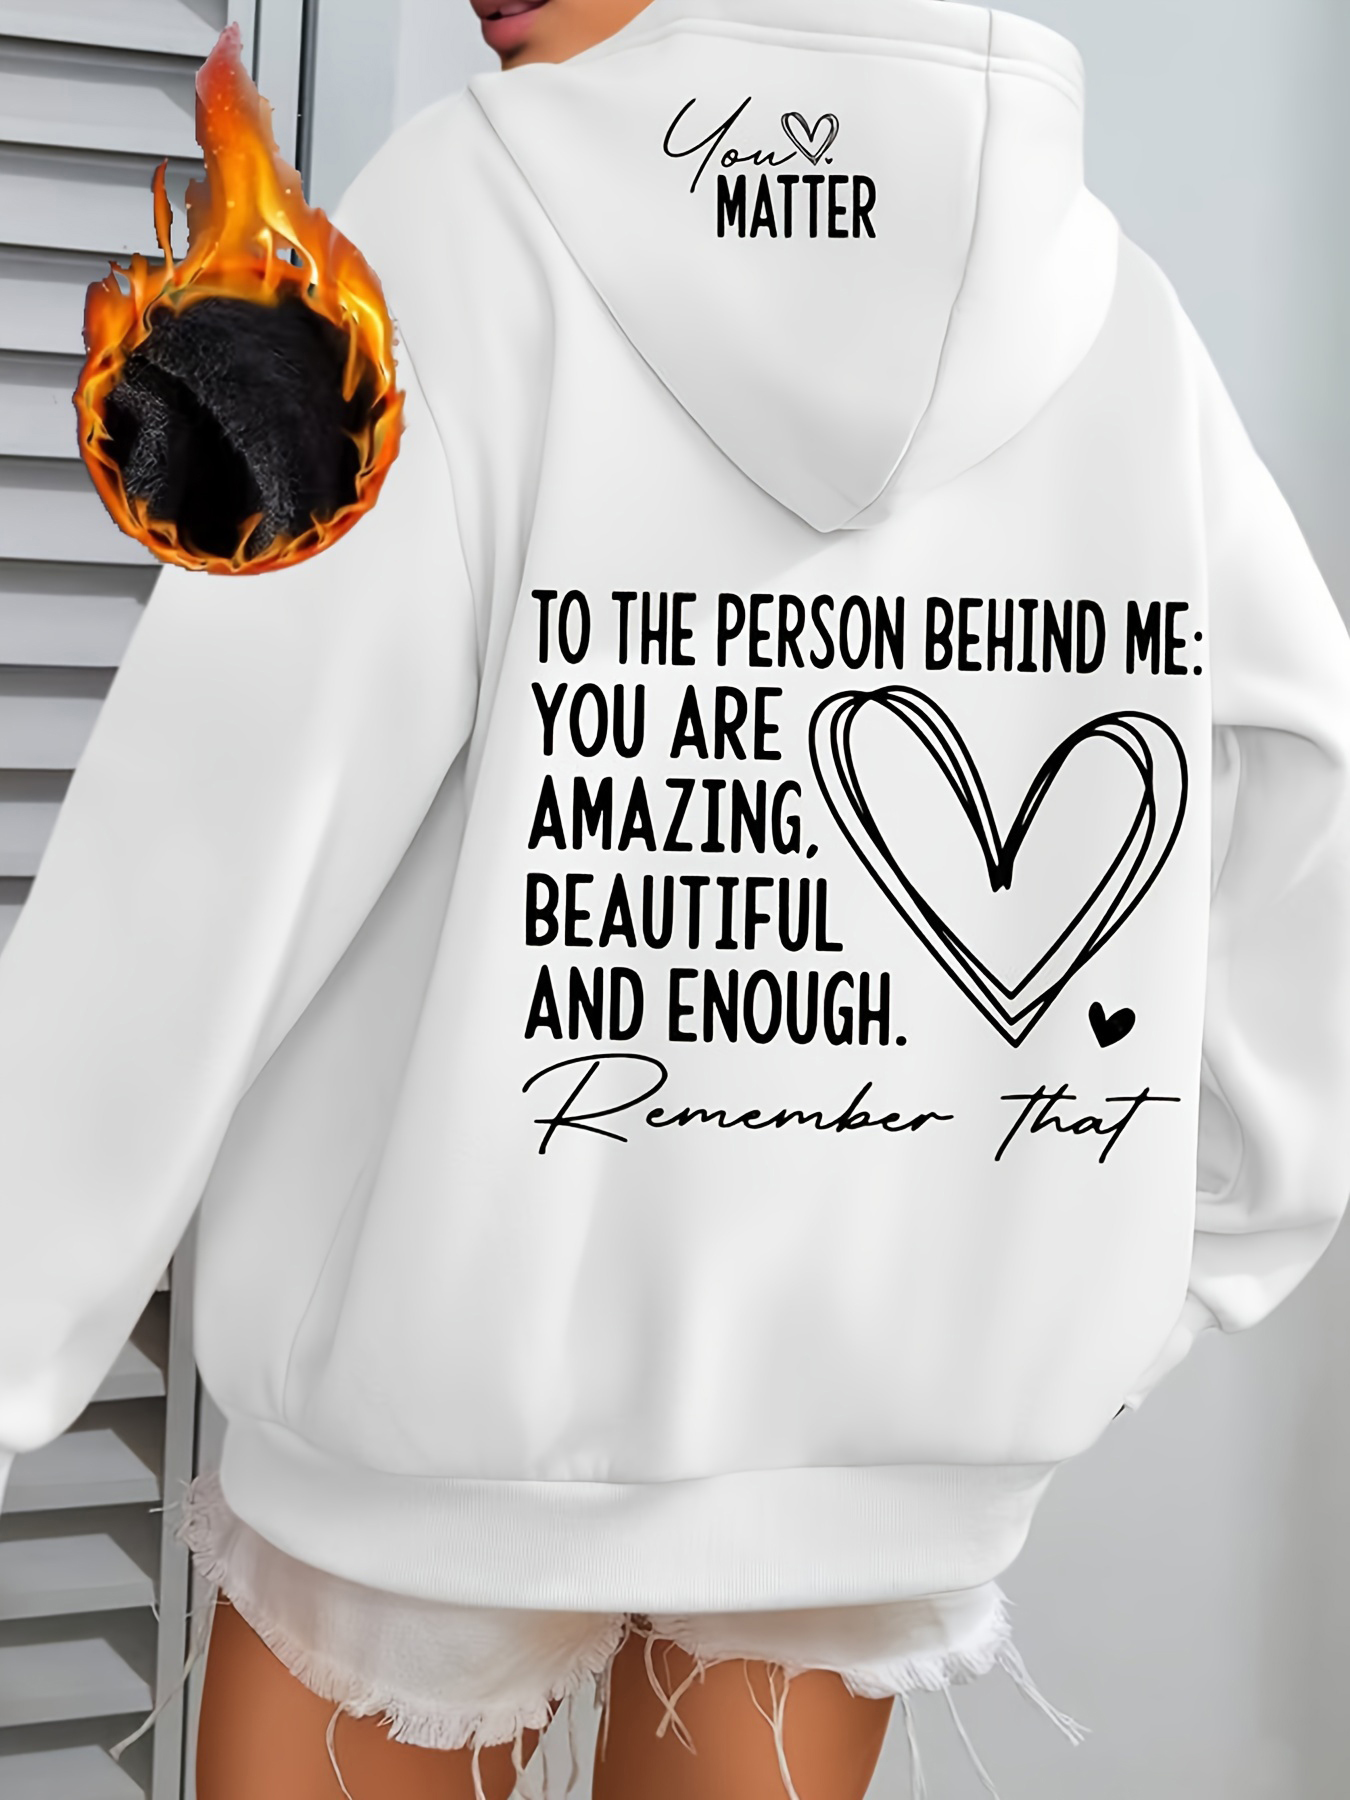 You
MATTER
TO THE PERSON BEHIND ME:
YOU ARE
AMAZING,
BEAUTIFUL
AND ENOUGH.
Remember that